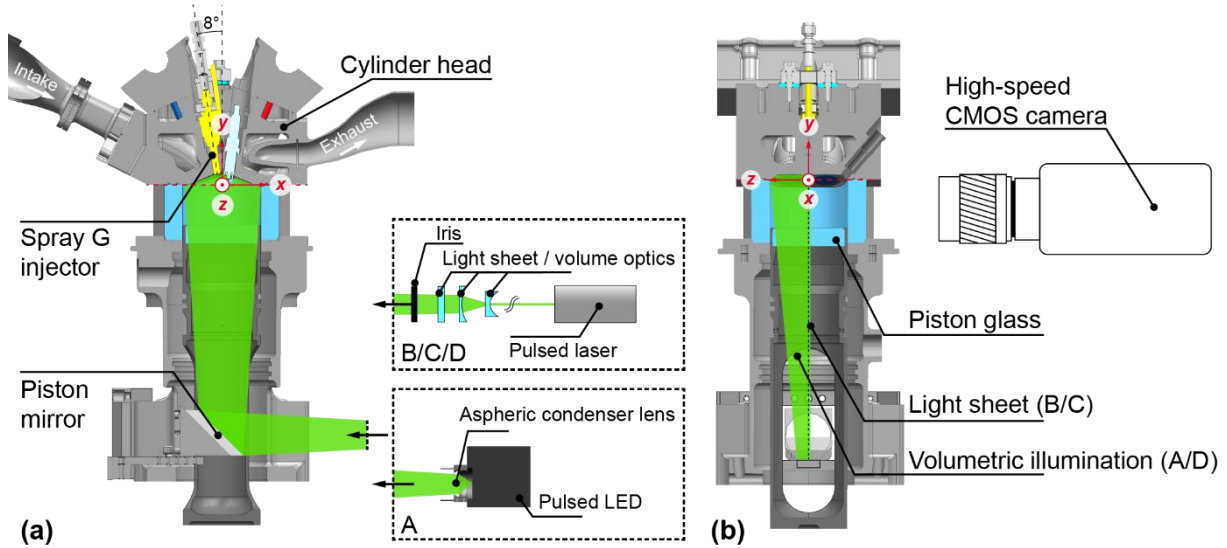 8°
Intake
Cylinder head
y
Exhaust
x
z
Spray G
injector
Iris
Light sheet / volume optics
Pulsed laser
B/C/D
Piston
mirror
Aspheric condenser lens
Pulsed LED
A
(a)
High-speed
CMOS camera
y
z
x
Piston glass
Light sheet (B/C)
Volumetric illumination (A/D)
(b)